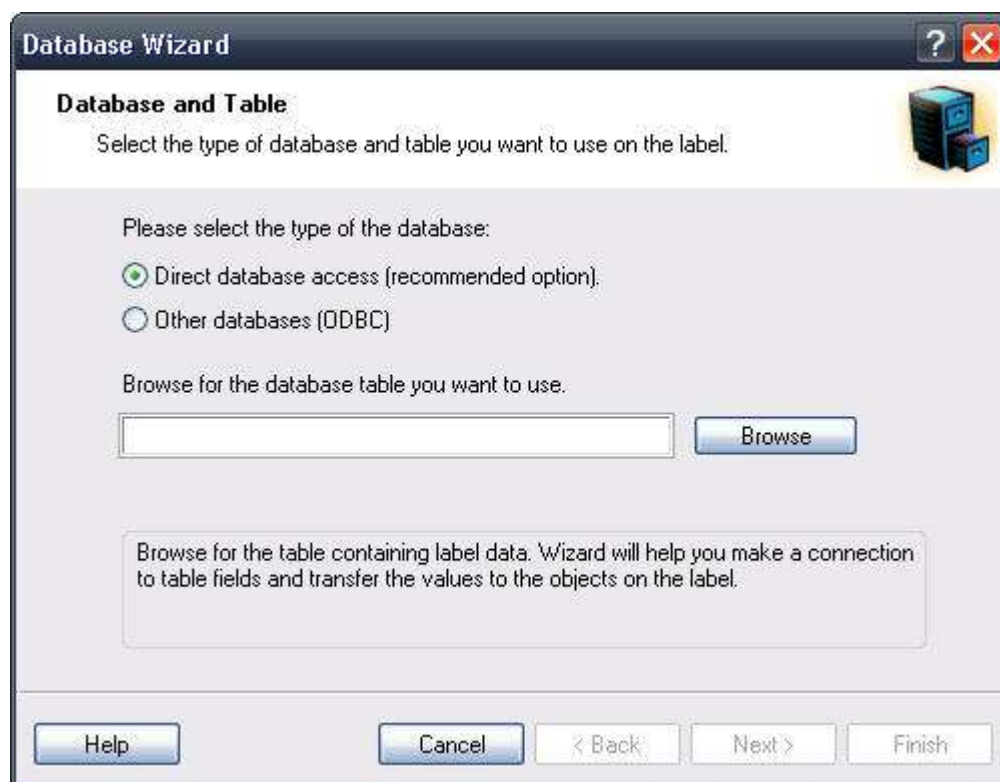 Database Wizard
Database and Table
Select the type of database and table you want to use on the label.
Please select the type of the database:
Direct database access (recommended option).
Other databases (ODBC)
Browse for the database table you want to use.
Browse
Browse for the table containing label data. Wizard will help you make a connection
to table fields and transfer the values to the objects on the label.
Help
Cancel
< Back
Next >
Finish